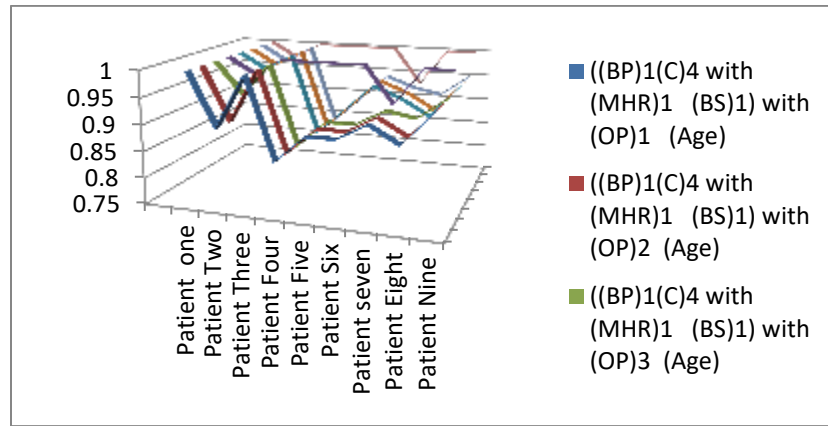 1
0.95
0.9
0.85
0.8
0.75
Patient one
Patient Two
Patient Three
Patient Four
Patient Five
Patient Six
Patient seven
Patient Eight
Patient Nine
((BP)1(C)4 with
(MHR)1 (BS)1) with
(OP)1 (Age)
((BP)1(C)4 with
(MHR)1 (BS)1) with
(OP)2 (Age)
((BP)1(C)4 with
(MHR)1 (BS)1) with
(OP)3 (Age)